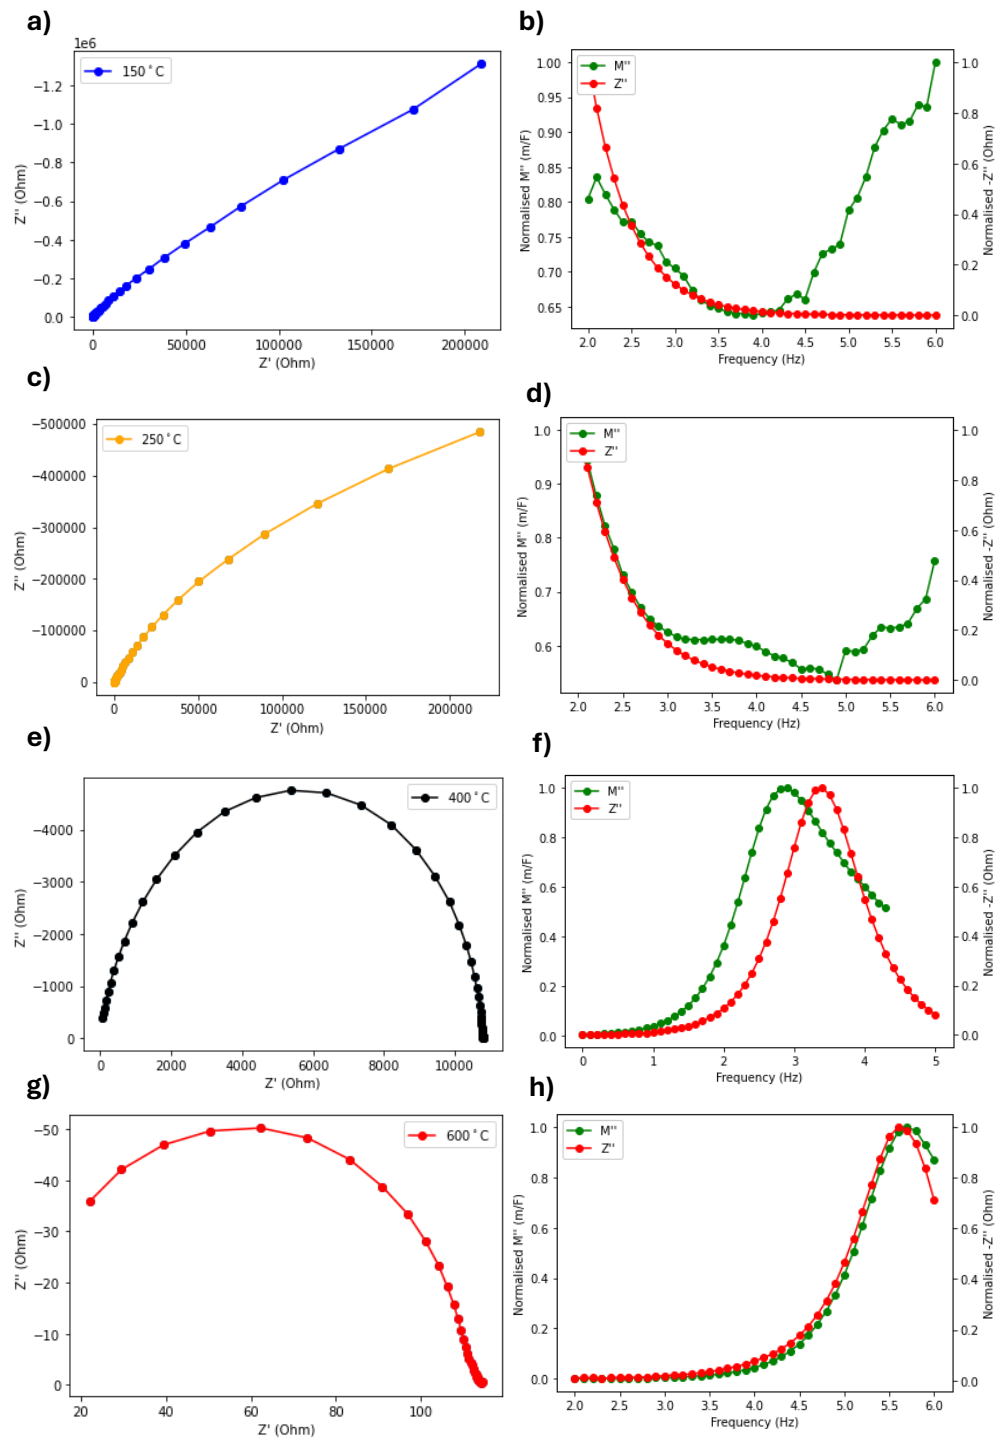 a)
1e6
150°C
−1.2
−1.0
−0.8
−0.6
−0.4
−0.2
0.0
Z'' (Ohm)
0 50000 100000 150000 200000
Z' (Ohm)
b)
M''
Z''
1.00
0.95
0.90
0.85
0.80
0.75
0.70
0.65
Normalised M'' (m/F)
1.0
0.8
0.6
0.4
0.2
0.0
Normalised -Z'' (Ohm)
2.0 2.5 3.0 3.5 4.0 4.5 5.0 5.5 6.0
Frequency (Hz)
c)
250°C
−500000
−400000
−300000
−200000
−100000
0
Z'' (Ohm)
0 50000 100000 150000 200000
Z' (Ohm)
d)
M''
Z''
1.0
0.9
0.8
0.7
0.6
Normalised M'' (m/F)
1.0
0.8
0.6
0.4
0.2
0.0
Normalised -Z'' (Ohm)
2.0 2.5 3.0 3.5 4.0 4.5 5.0 5.5 6.0
Frequency (Hz)
e)
400°C
−4000
−3000
−2000
−1000
0
Z'' (Ohm)
0 2000 4000 6000 8000 10000
Z' (Ohm)
f)
M''
Z''
1.0
0.8
0.6
0.4
0.2
0.0
Normalised M'' (m/F)
1.0
0.8
0.6
0.4
0.2
0.0
Normalised -Z'' (Ohm)
0 1 2 3 4 5
Frequency (Hz)
g)
600°C
−50
−40
−30
−20
−10
0
Z'' (Ohm)
20 40 60 80 100
Z' (Ohm)
h)
M''
Z''
1.0
0.8
0.6
0.4
0.2
0.0
Normalised M'' (m/F)
1.0
0.8
0.6
0.4
0.2
0.0
Normalised -Z'' (Ohm)
2.0 2.5 3.0 3.5 4.0 4.5 5.0 5.5 6.0
Frequency (Hz)